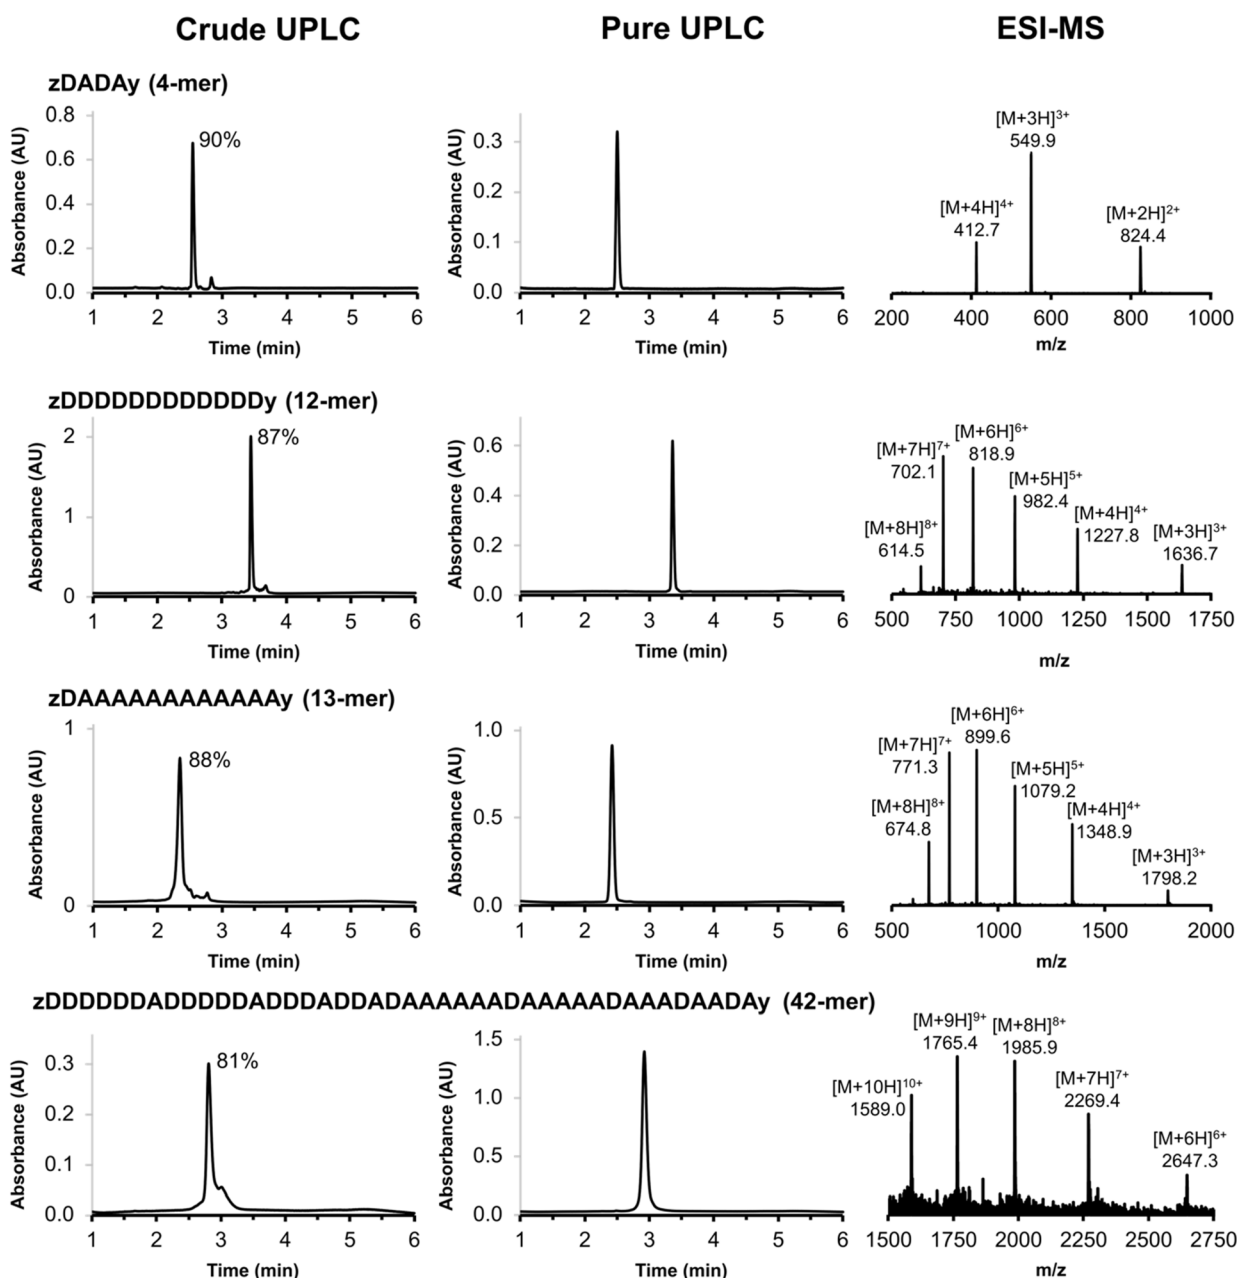 Crude UPLC
Pure UPLC
ESI-MS
zDADAy (4-mer)
Absorbance (AU)
0.8
0.6
0.4
0.2
0.0
90%
1 2 3 4 5 6
Time (min)
Absorbance (AU)
0.3
0.2
0.1
0.0
1 2 3 4 5 6
Time (min)
[M+3H]3+
549.9
[M+4H]4+
412.7
[M+2H]2+
824.4
200 400 600 800 1000
m/z
zDDDDDDDDDDDDy (12-mer)
Absorbance (AU)
2
1
0
87%
1 2 3 4 5 6
Time (min)
Absorbance (AU)
0.6
0.4
0.2
0.0
1 2 3 4 5 6
Time (min)
[M+6H]6+
818.9
[M+7H]7+
702.1
[M+5H]5+
982.4
[M+4H]4+
1227.8
[M+8H]8+
614.5
[M+3H]3+
1636.7
500 750 1000 1250 1500 1750
m/z
zDAAAAAAAAAAAAy (13-mer)
Absorbance (AU)
1
0
88%
1 2 3 4 5 6
Time (min)
Absorbance (AU)
1.0
0.5
0.0
1 2 3 4 5 6
Time (min)
[M+6H]6+
899.6
[M+7H]7+
771.3
[M+5H]5+
1079.2
[M+8H]8+
674.8
[M+4H]4+
1348.9
[M+3H]3+
1798.2
500 1000 1500 2000
m/z
zDDDDDDADDDDDADDDADDADAAAAAADAAAAADAAADAADAy (42-mer)
Absorbance (AU)
0.3
0.2
0.1
0.0
81%
1 2 3 4 5 6
Time (min)
Absorbance (AU)
1.5
1.0
0.5
0.0
1 2 3 4 5 6
Time (min)
[M+9H]9+
1765.4
[M+8H]8+
1985.9
[M+10H]10+
1589.0
[M+7H]7+
2269.4
[M+6H]6+
2647.3
1500 1750 2000 2250 2500 2750
m/z